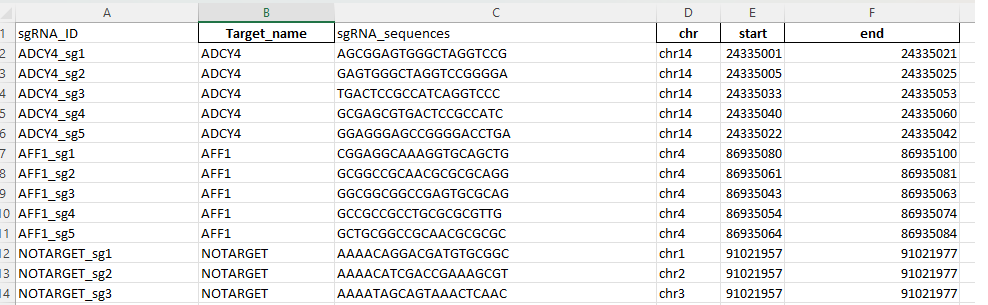 A B C D E F
1 sgRNA_ID Target_name sgRNA_sequences chr start end
2 ADCY4_sg1 ADCY4 AGCGGAGTGGGCTAGGTCCG chr14 24335001 24335021
3 ADCY4_sg2 ADCY4 GAGTGGGCTAGGTCCGGGGA chr14 24335005 24335025
4 ADCY4_sg3 ADCY4 TGACTCCGCCATCAGGTCCC chr14 24335033 24335053
5 ADCY4_sg4 ADCY4 GCGAGCGTGACTCCGCCATC chr14 24335040 24335060
6 ADCY4_sg5 ADCY4 GGAGGGAGCCGGGGACCTGA chr14 24335022 24335042
7 AFF1_sg1 AFF1 CGGAGGCAAAGGTGCAGCTG chr4 86935080 86935100
8 AFF1_sg2 AFF1 GCGGCCGCAACGCGCGCAGG chr4 86935061 86935081
9 AFF1_sg3 AFF1 GGCGGCGGCCGAGTGCGCAG chr4 86935043 86935063
10 AFF1_sg4 AFF1 GCCGCCGCCTGCGCGCGTTG chr4 86935054 86935074
11 AFF1_sg5 AFF1 GCTGCGGCCGCAACGCGCGC chr4 86935064 86935084
12 NOTARGET_sg1 NOTARGET AAAACAGGACGATGTGCGGC chr1 91021957 91021977
13 NOTARGET_sg2 NOTARGET AAAACATCGACCGAAAGCGT chr2 91021957 91021977
14 NOTARGET_sg3 NOTARGET AAAATAGCAGTAAACTCAAC chr3 91021957 91021977